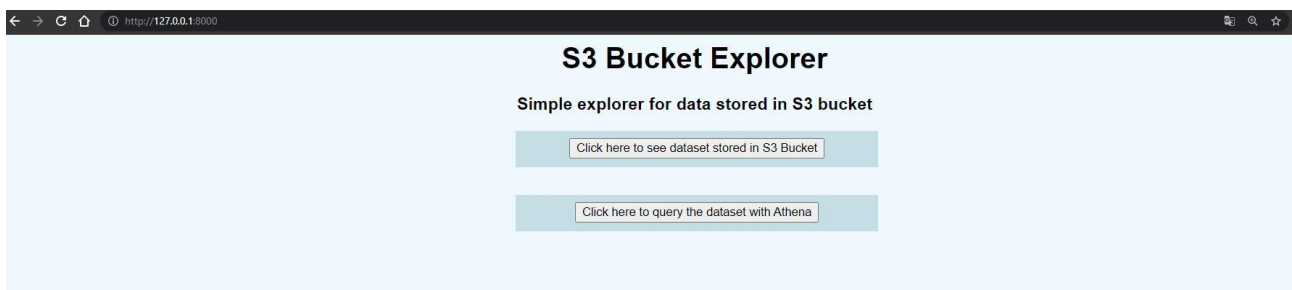 http://127.0.0.1:8000
S3 Bucket Explorer
Simple explorer for data stored in S3 bucket
Click here to see dataset stored in S3 Bucket
Click here to query the dataset with Athena